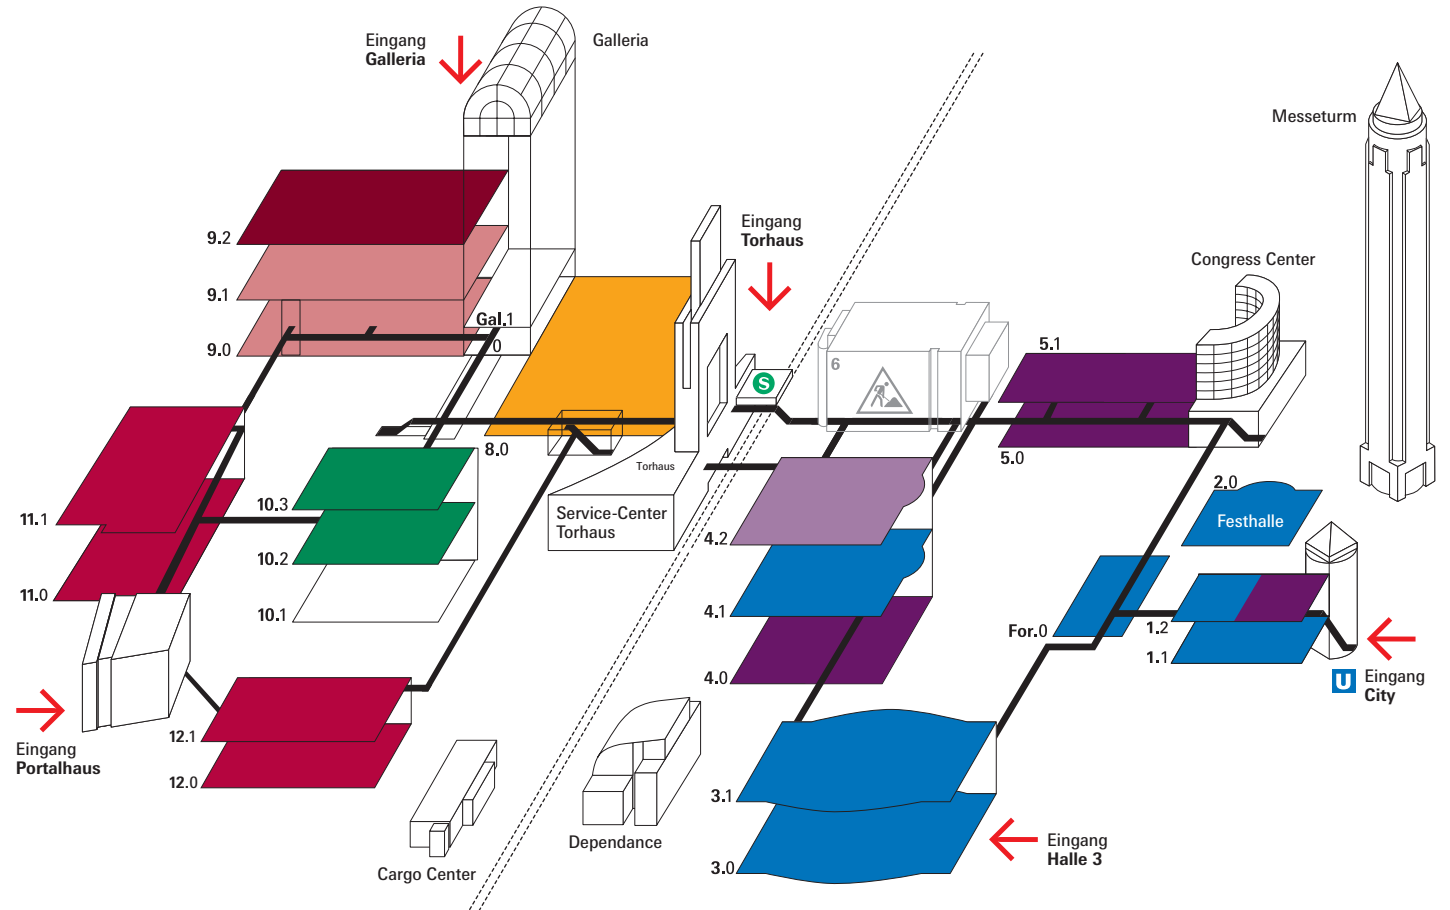 Eingang
Galleria
Galleria
Messeturm
Eingang
Torhaus
Congress Center
9.2
9.1
9.0
Gal.1
0
S
6
5.1
5.0
8.0
Torhaus
11.1
11.0
10.3
10.2
10.1
Service-Center
Torhaus
4.2
4.1
4.0
2.0
Festhalle
For.0
1.2
1.1
U
Eingang
City
Eingang
Portalhaus
12.1
12.0
3.1
3.0
Dependance
Eingang
Halle 3
Cargo Center